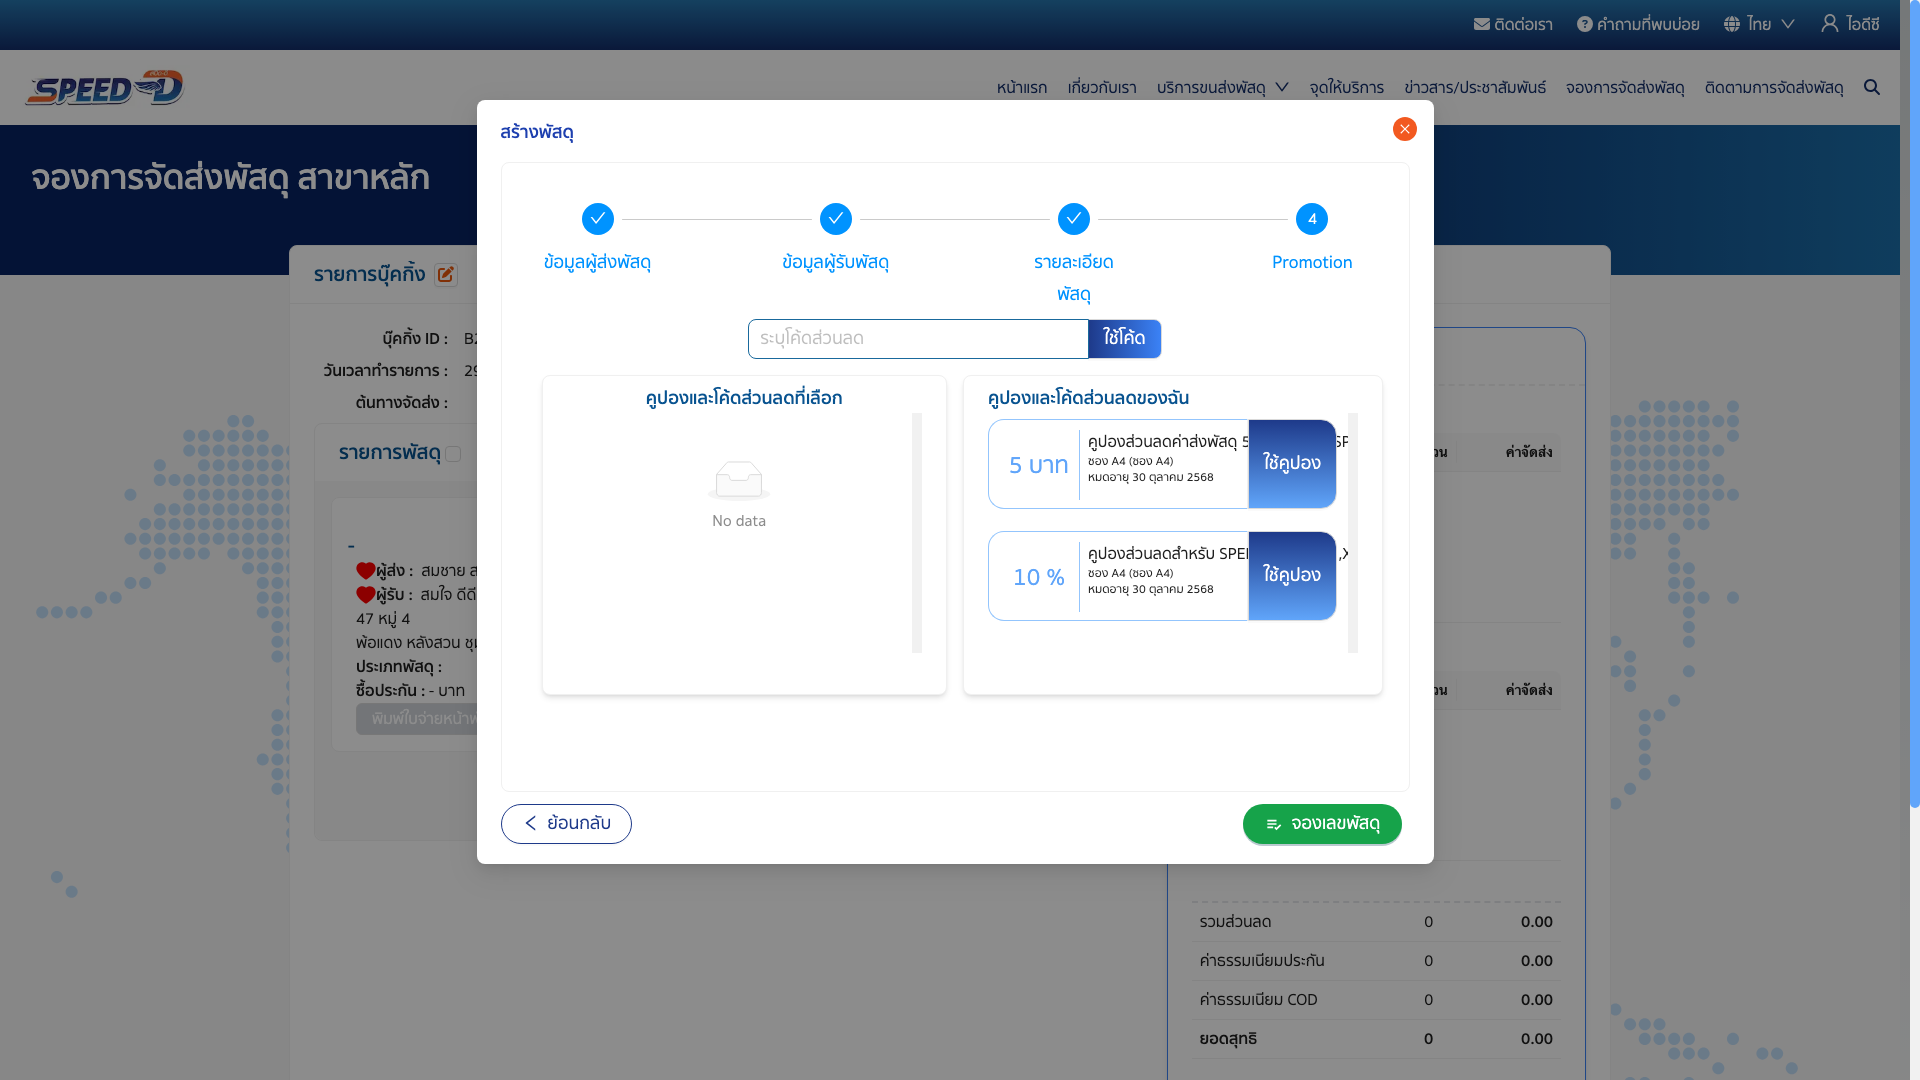 ติดต่อเรา คำถามที่พบบ่อย ไทย ไอดีซี
SPEED-D
หน้าแรก เกี่ยวกับเรา บริการขนส่งพัสดุ จุดให้บริการ ข่าวสาร/ประชาสัมพันธ์ จองการจัดส่งพัสดุ ติดตามการจัดส่งพัสดุ
จองการจัดส่งพัสดุ สาขาหลัก
สร้างพัสดุ
4
ข้อมูลผู้ส่งพัสดุ ข้อมูลผู้รับพัสดุ รายละเอียด Promotion
พัสดุ
ระบุโค้ดส่วนลด ใช้โค้ด
คูปองและโค้ดส่วนลดที่เลือก
No data
คูปองและโค้ดส่วนลดของฉัน
5 บาท
คูปองส่วนลดค่าส่งพัสดุ 5 SP
ซอง A4 (ซอง A4)
หมดอายุ 30 ตุลาคม 2568
ใช้คูปอง
10 %
คูปองส่วนลดสำหรับ SPE ,X
ซอง A4 (ซอง A4)
หมดอายุ 30 ตุลาคม 2568
ใช้คูปอง
ย้อนกลับ จองเลขพัสดุ
รายการบุ๊คกิ้ง
บุ๊คกิ้ง ID : B2
วันเวลาทำรายการ : 29
ต้นทางจัดส่ง :
รายการพัสดุ
-
ผู้ส่ง : สมชาย ส
ผู้รับ : สมใจ ดีดี
47 หมู่ 4
พ้อแดง หลังสวน ชุม
ประเภทพัสดุ :
ซื้อประกัน : - บาท
พิมพ์ใบจ่ายหน้าพ
วน ค่าจัดส่ง
วน ค่าจัดส่ง
รวมส่วนลด 0 0.00
ค่าธรรมเนียมประกัน 0 0.00
ค่าธรรมเนียม COD 0 0.00
ยอดสุทธิ 0 0.00